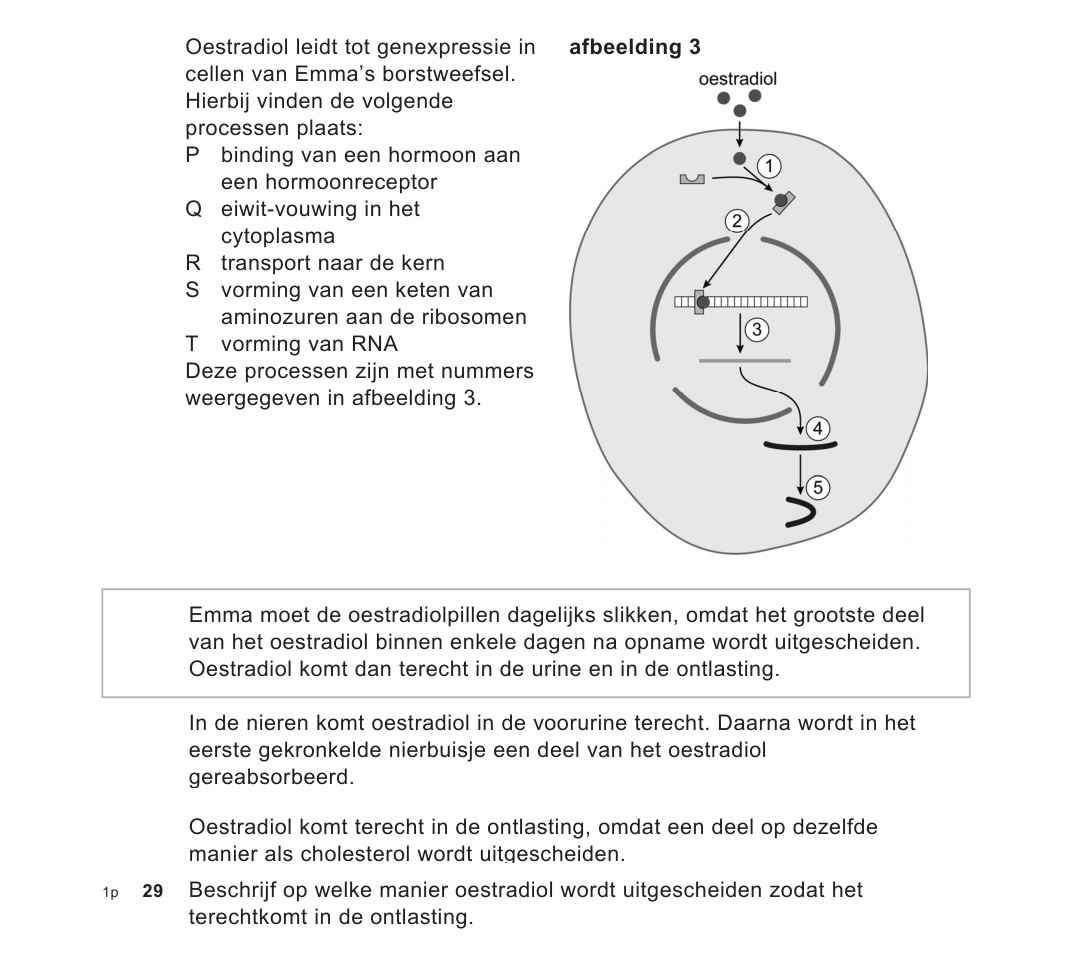 Oestradiol leidt tot genexpressie in
cellen van Emma's borstweefsel.
Hierbij vinden de volgende
processen plaats:
P binding van een hormoon aan
een hormoonreceptor
Q eiwit-vouwing in het
cytoplasma
R transport naar de kern
S vorming van een keten van
aminozuren aan de ribosomen
T vorming van RNA
Deze processen zijn met nummers
weergegeven in afbeelding 3.
afbeelding 3
oestradiol
1
2
3
4
5
Emma moet de oestradiolpillen dagelijks slikken, omdat het grootste deel
van het oestradiol binnen enkele dagen na opname wordt uitgescheiden.
Oestradiol komt dan terecht in de urine en in de ontlasting.
In de nieren komt oestradiol in de voorurine terecht. Daarna wordt in het
eerste gekronkelde nierbuisje een deel van het oestradiol
gereabsorbeerd.
Oestradiol komt terecht in de ontlasting, omdat een deel op dezelfde
manier als cholesterol wordt uitgescheiden.
1p 29 Beschrijf op welke manier oestradiol wordt uitgescheiden zodat het
terechtkomt in de ontlasting.